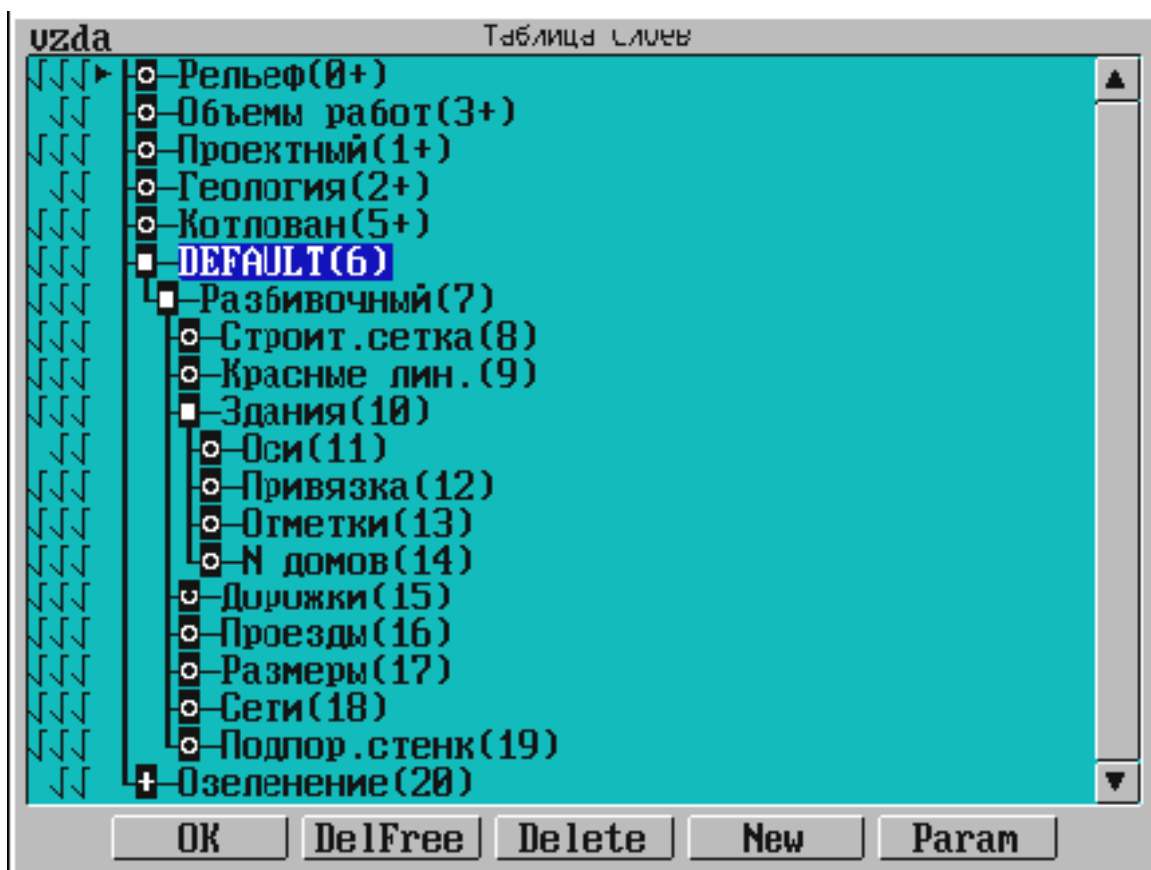 vzda Таблица слоев
Рельеф(0+)
Объемы работ(3+)
Проектный(1+)
Геология(2+)
Котлован(5+)
DEFAULT(6)
Разбивочный(7)
Строит.сетка(8)
Красные лин.(9)
Здания(10)
Оси(11)
Привязка(12)
Отметки(13)
N домов(14)
Дорожки(15)
Проезды(16)
Размеры(17)
Сети(18)
Подпор.стенк(19)
Озеленение(20)
OK DelFree Delete New Param